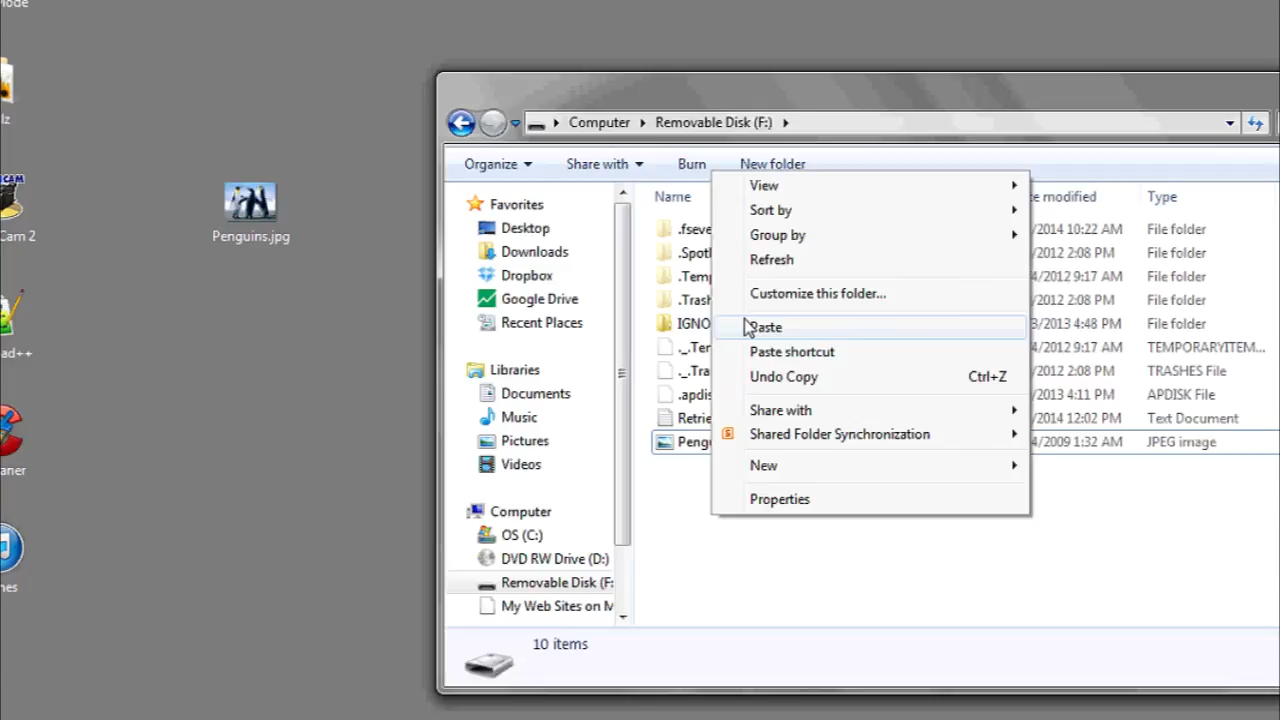 Mode
lz
CAM
Cam 2
ad++
aner
nes
Penguins.jpg
Computer
Removable Disk (F:)
Organize
Share with
Burn
New folder
Favorites
Desktop
Downloads
Dropbox
Google Drive
Recent Places
Libraries
Documents
Music
Pictures
Videos
Computer
OS (C:)
DVD RW Drive (D:)
Removable Disk (F:
My Web Sites on M
Name
te modified
Type
.fseve
/2014 10:22 AM
File folder
.Spotl
/2012 2:08 PM
File folder
.Temp
/2012 9:17 AM
File folder
.Trash
/2012 2:08 PM
File folder
IGNO
3/2013 4:48 PM
File folder
._.Ter
4/2012 9:17 AM
TEMPORARYITEM...
._.Tra
/2012 2:08 PM
TRASHES File
.apdis
/2013 4:11 PM
APDISK File
Retrie
/2014 12:02 PM
Text Document
Pengu
4/2009 1:32 AM
JPEG image
View
Sort by
Group by
Refresh
Customize this folder...
Paste
Paste shortcut
Undo Copy Ctrl+Z
Share with
Shared Folder Synchronization
New
Properties
10 items